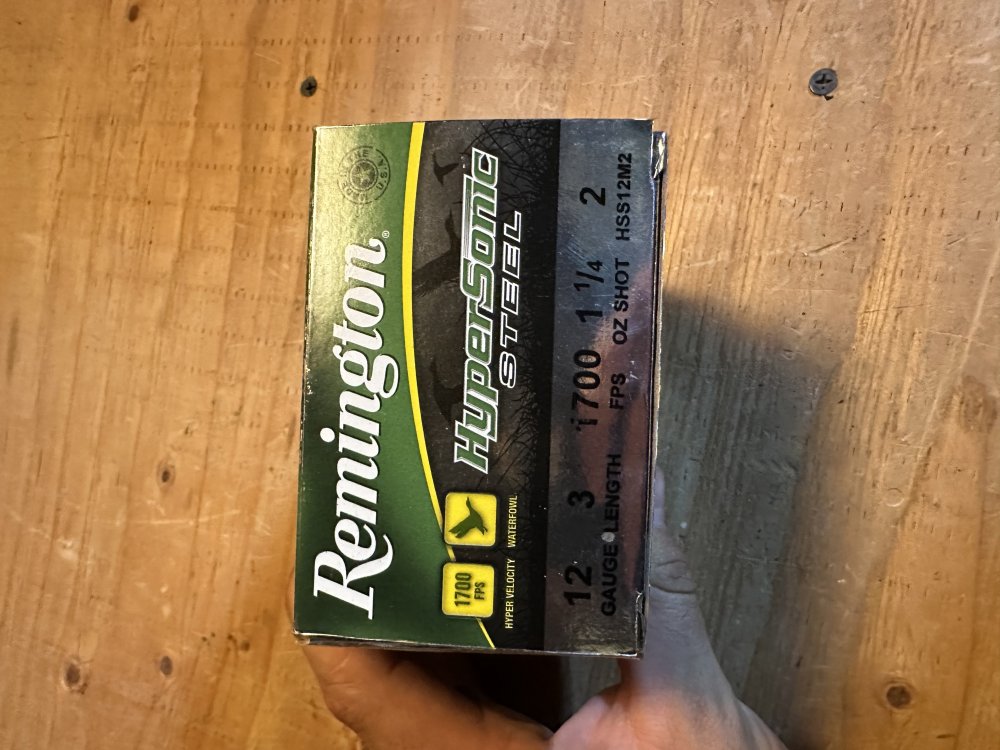 Remington®
HyperSonic
STEEL
1700
FPS
HYPER VELOCITY
WATERFOWL
12 3 1700 1 1/4 2
GAUGE LENGTH FPS OZ SHOT HSS12M2
U.S.A.